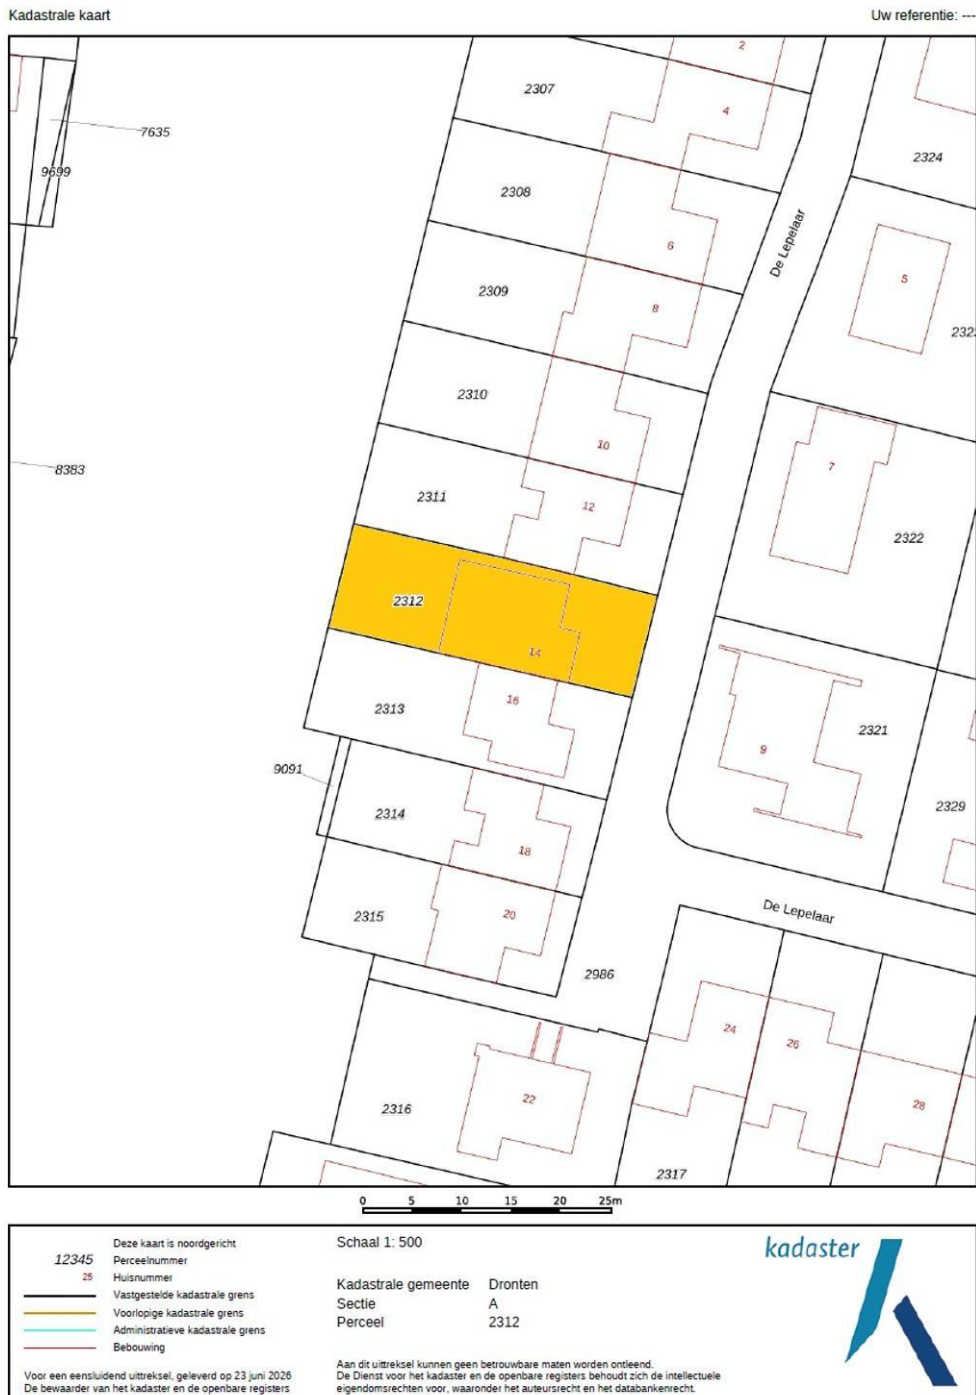 Kadastrale kaart
Uw referentie: ---
2
2307
4
7635
2324
9699
2308
De Lepelaar
6
5
2309
8
2310
10
7
8383
2311
12
2322
2312
14
16
2313
2321
9
9091
2329
2314
18
De Lepelaar
20
2315
2986
24
26
22
28
2316
2317
0 5 10 15 20 25m
Deze kaart is noordgericht
12345 Perceelnummer
25 Huisnummer
Vastgestelde kadastrale grens
Voorlopige kadastrale grens
Administratieve kadastrale grens
Bebouwing
Voor een eensluidend uittreksel, geleverd op 23 juni 2026
De bewaarder van het kadaster en de openbare registers
Schaal 1: 500
Kadastrale gemeente Dronten
Sectie A
Perceel 2312
Aan dit uittreksel kunnen geen betrouwbare maten worden ontleend.
De Dienst voor het kadaster en de openbare registers behoudt zich de intellectuele
eigendomsrechten voor, waaronder het auteursrecht en het databankenrecht.
kadaster